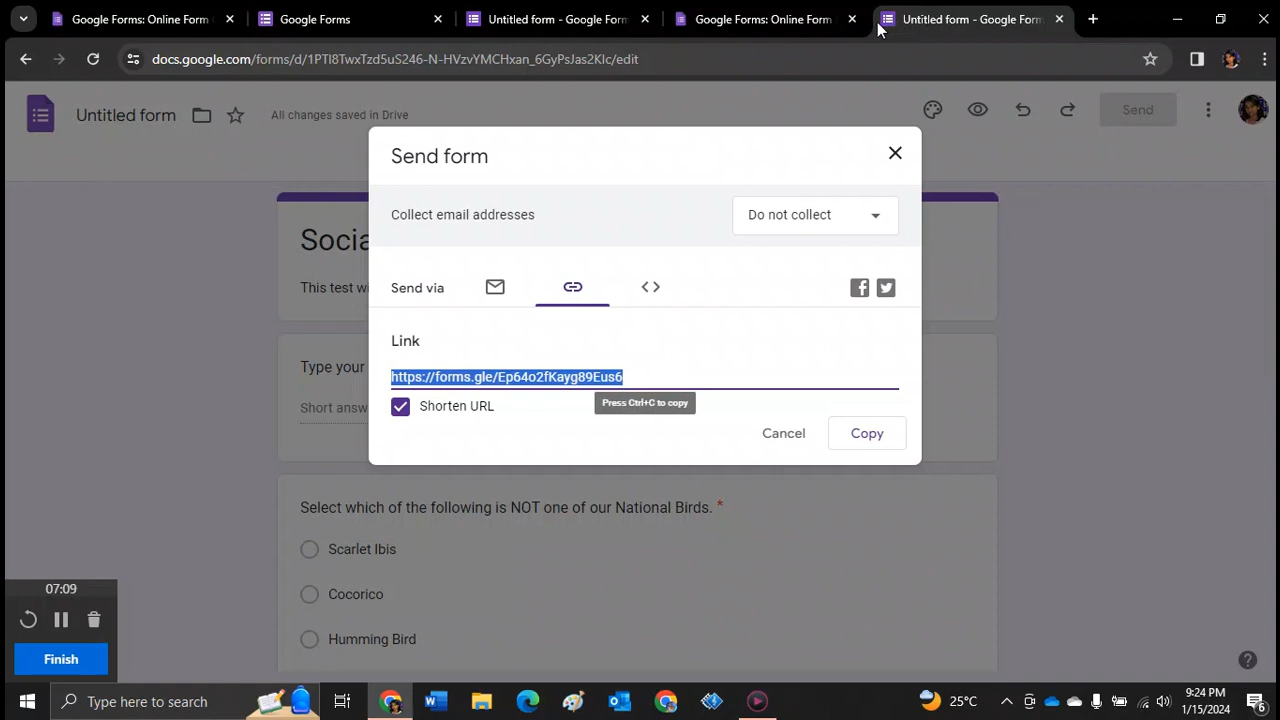 Google Forms: Online Form
Google Forms
Untitled form - Google Form
Google Forms: Online Form
Untitled form - Google Form
docs.google.com/forms/d/1PTI8TwxTzd5uS246-N-HVzvYMCHxan_6GyPsJas2KIc/edit
Untitled form
All changes saved in Drive
Send
Send form
Collect email addresses
Do not collect
Socia
This test wi
Send via
Link
https://forms.gle/Ep64o2fKayg89Eus6
Press Ctrl+C to copy
Shorten URL
Type your
Short answ
Cancel
Copy
Select which of the following is NOT one of our National Birds. *
Scarlet Ibis
Cocorico
Humming Bird
07:09
Finish
Type here to search
25°C
9:24 PM
1/15/2024
6